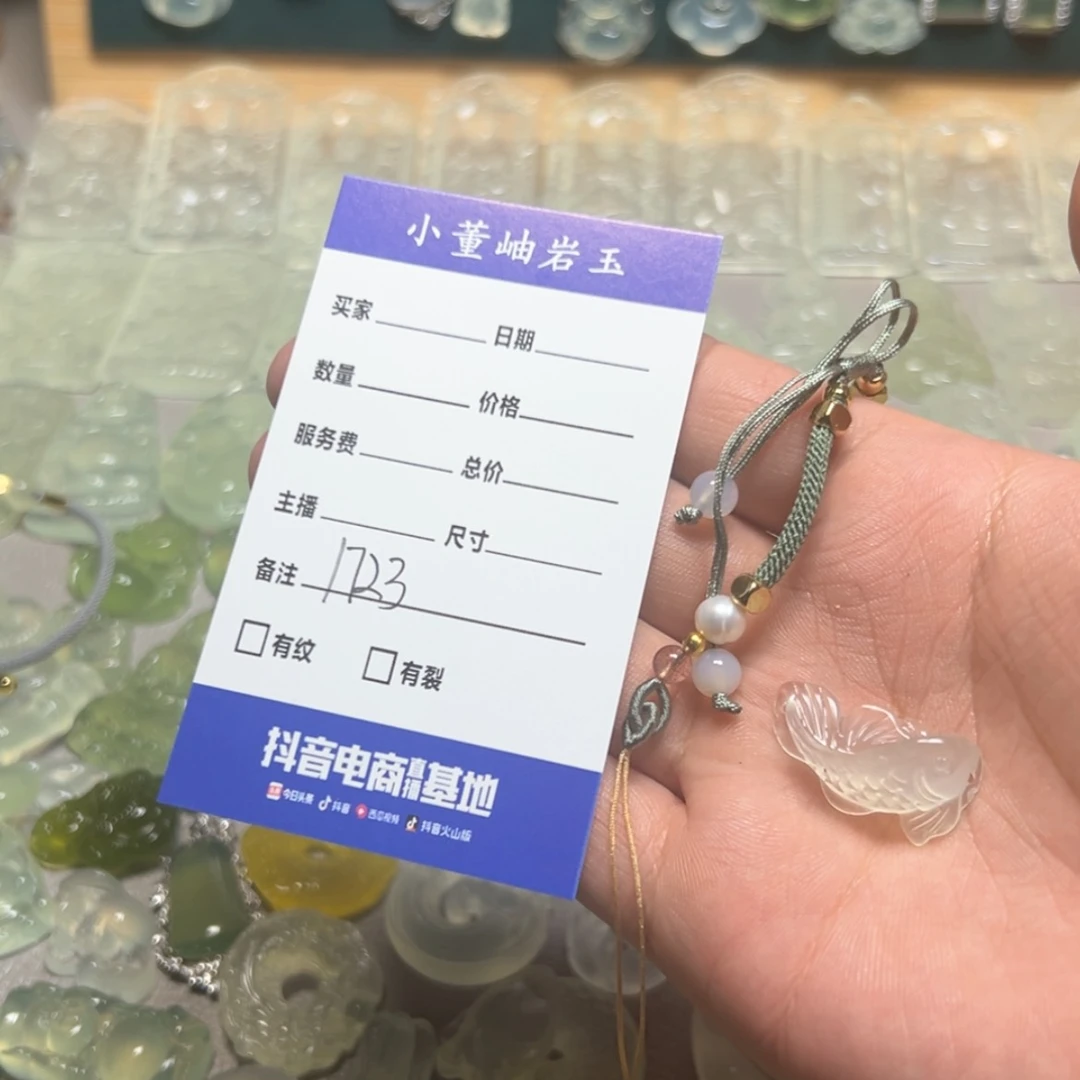 小董岫岩玉
买家 日期
数量 价格
服务费 总价
主播 尺寸
备注 1723
有纹 有裂
抖音电商直播基地
今日头条 抖音 西瓜视频 抖音火山版